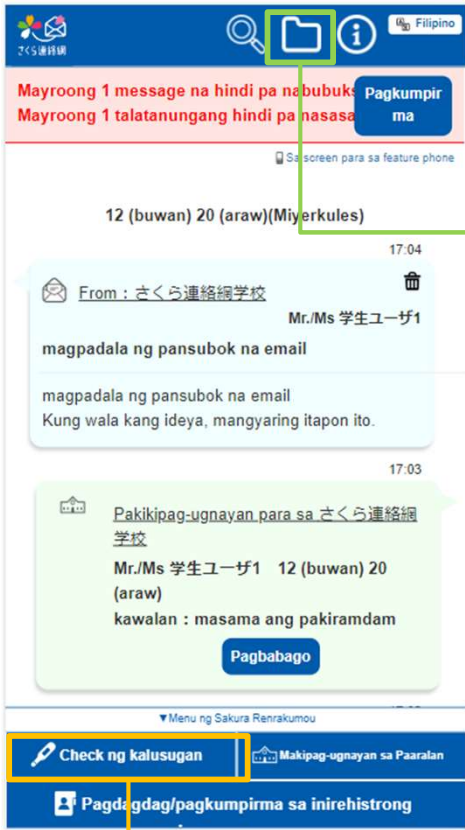 さくら連絡網
Filipino
Mayroong 1 message na hindi pa nabubuks
Mayroong 1 talatanungang hindi pa nasasa
Pagkumpir
ma
Sa screen para sa feature phone
12 (buwan) 20 (araw)(Miyerkules)
17:04
From：さくら連絡網学校
Mr./Ms 学生ユーザ1
magpadala ng pansubok na email
magpadala ng pansubok na email
Kung wala kang ideya, mangyaring itapon ito.
17:03
Pakikipag-ugnayan para sa さくら連絡網
学校
Mr./Ms 学生ユーザ1 12 (buwan) 20
(araw)
kawalan：masama ang pakiramdam
Pagbabago
▼Menu ng Sakura Renrakumou
Check ng kalusugan
Makipag-ugnayan sa Paaralan
Pagdagdag/pagkumpirma sa inirehistrong